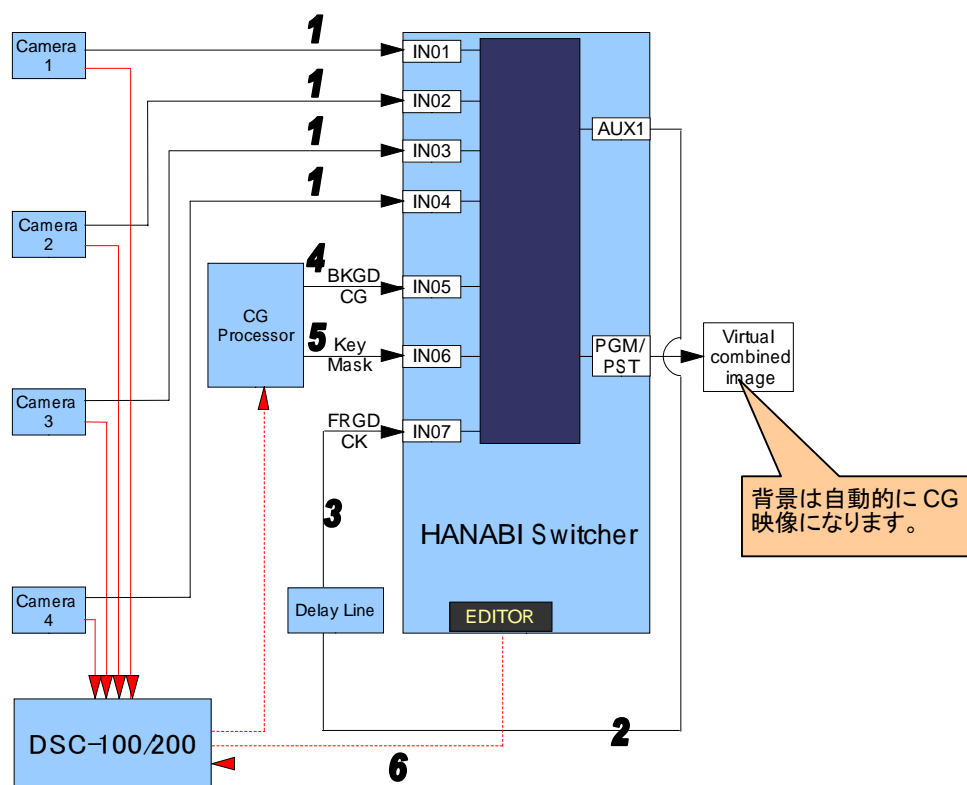 Camera
1
1
IN01
1
IN02
AUX1
1
IN03
1
IN04
Camera
2
4
BKGD
CG
IN05
CG
Processor
5
Key
Mask
IN06
PGM/
PST
Virtual
combined
image
Camera
3
FRGD
CK
IN07
背景は自動的に CG
映像になります。
3
HANABI Switcher
Camera
4
Delay Line
EDITOR
DSC-100/200
2
6